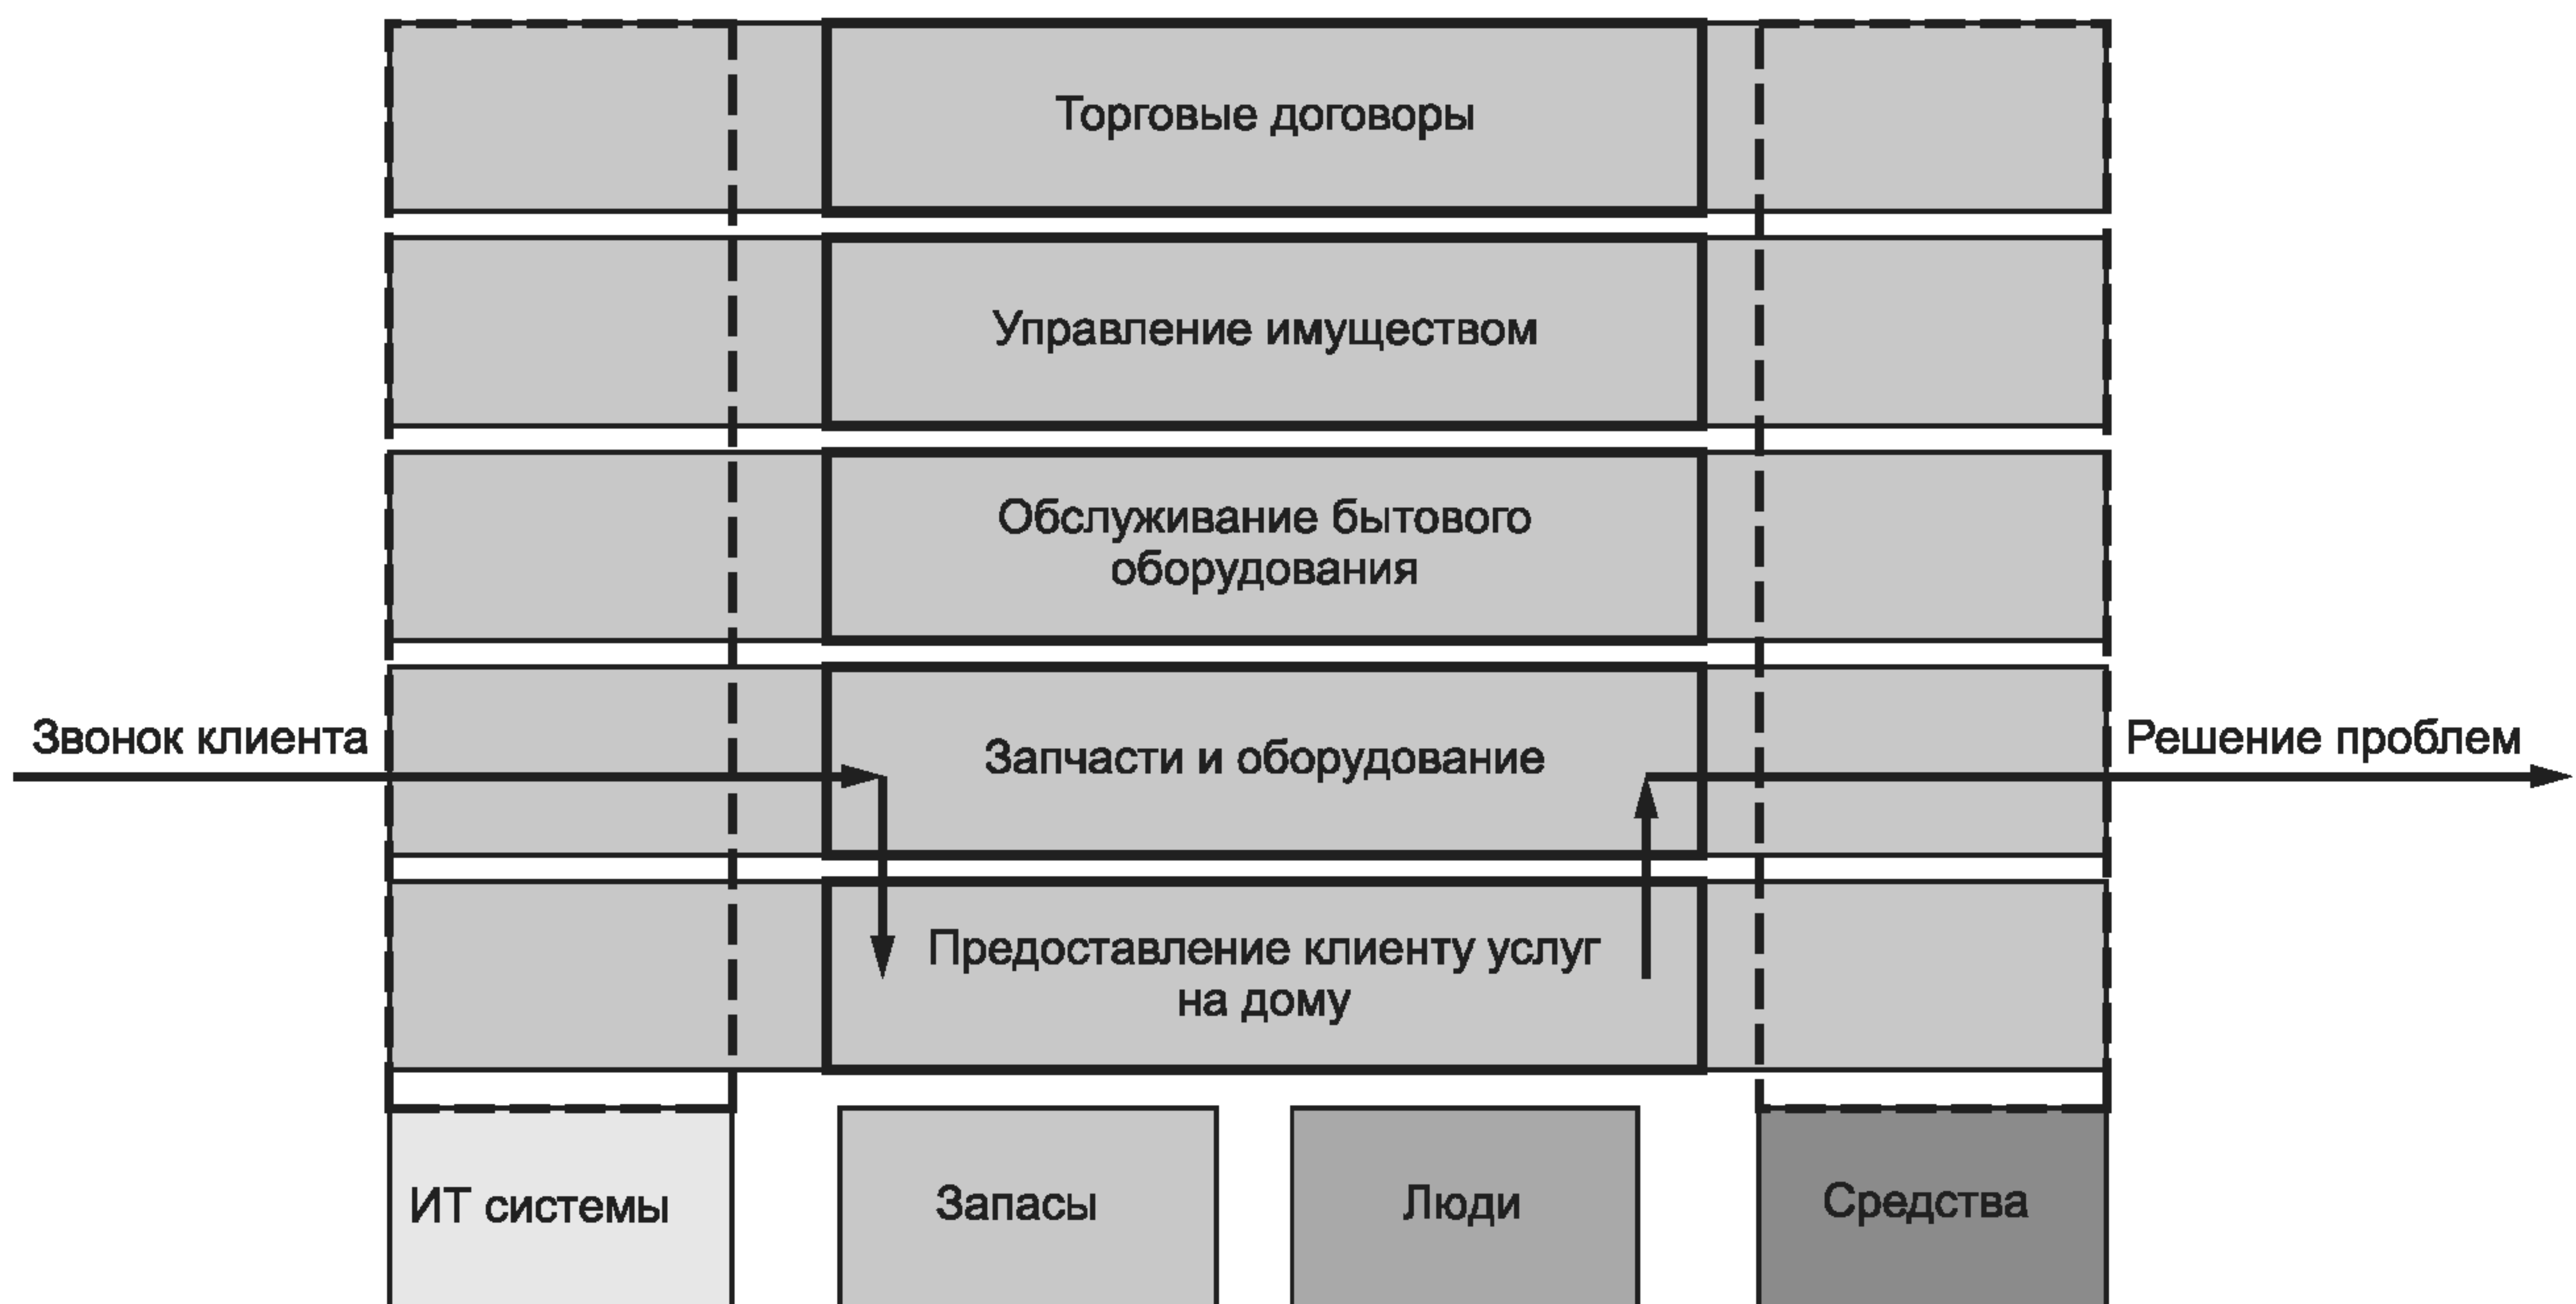 Торговые договоры
Управление имуществом
Обслуживание бытового
оборудования
Звонок клиента
Запчасти и оборудование
Решение проблем
Предоставление клиенту услуг
на дому
ИТ системы
Запасы
Люди
Средства